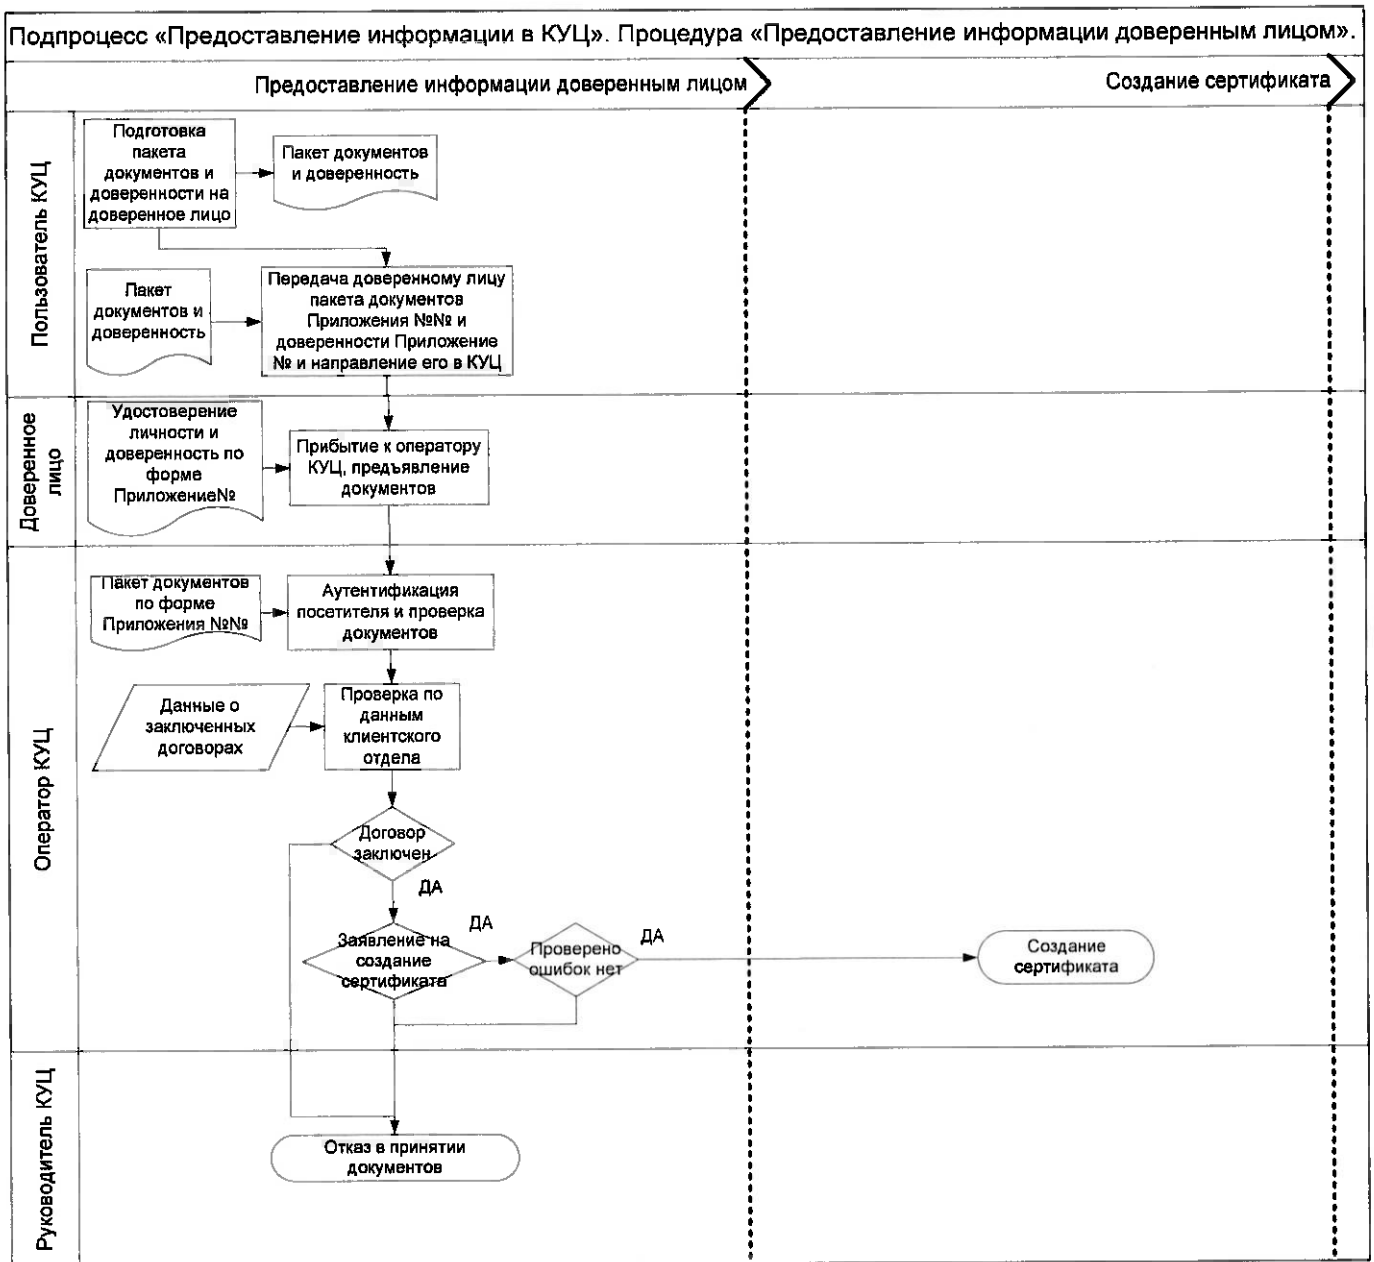 Подпроцесс «Предоставление информации в КУЦ». Процедура «Предоставление информации доверенным лицом».
Предоставление информации доверенным лицом
Создание сертификата
Пользователь КУЦ
Подготовка
пакета
документов и
доверенности на
доверенное лицо
Пакет документов
и доверенность
Пакет
документов и
доверенность
Передача доверенному лицу
пакета документов
Приложения №№ и
доверенности Приложение
№ и направление его в КУЦ
Доверенное
лицо
Удостоверение
личности и
доверенность по
форме
Приложение№
Прибытие к оператору
КУЦ, предъявление
документов
Оператор КУЦ
Пакет документов
по форме
Приложения №№
Аутентификация
посетителя и проверка
документов
Данные о
заключенных
договорах
Проверка по
данным
клиентского
отдела
Договор
заключен
ДА
Заявление на
создание
сертификата
ДА
Проверено
ошибок нет
ДА
Создание
сертификата
Руководитель КУЦ
Отказ в принятии
документов